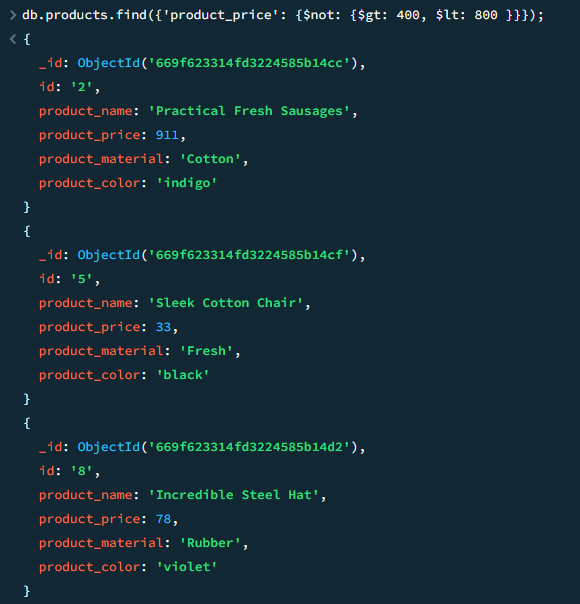 > db.products.find({'product_price': {$not: {$gt: 400, $lt: 800 }}});
< {
_id: ObjectId('669f623314fd3224585b14cc'),
id: '2',
product_name: 'Practical Fresh Sausages',
product_price: 911,
product_material: 'Cotton',
product_color: 'indigo'
}
{
_id: ObjectId('669f623314fd3224585b14cf'),
id: '5',
product_name: 'Sleek Cotton Chair',
product_price: 33,
product_material: 'Fresh',
product_color: 'black'
}
{
_id: ObjectId('669f623314fd3224585b14d2'),
id: '8',
product_name: 'Incredible Steel Hat',
product_price: 78,
product_material: 'Rubber',
product_color: 'violet'
}